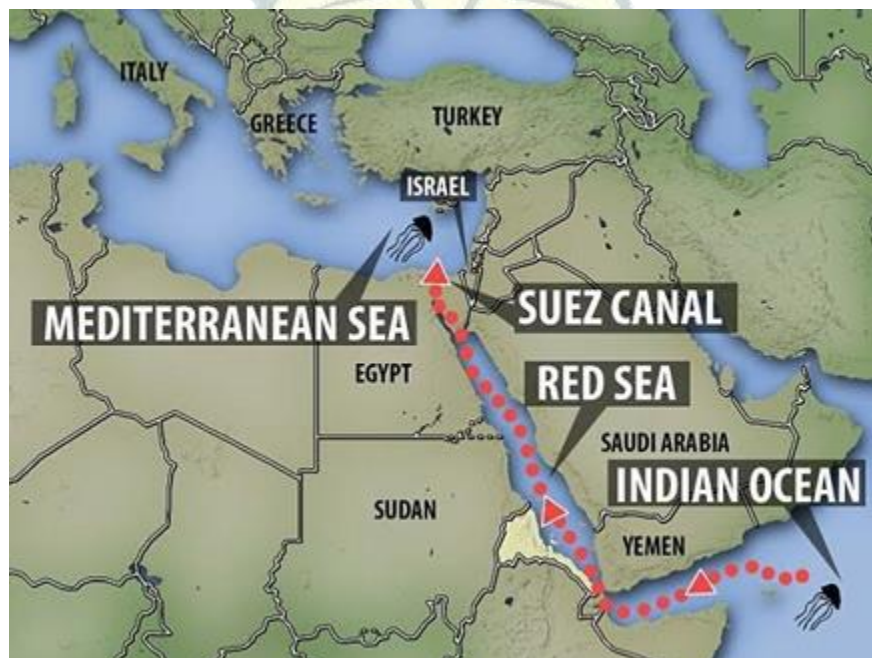 ITALY
GREECE
TURKEY
ISRAEL
MEDITERRANEAN SEA
SUEZ CANAL
EGYPT
RED SEA
SAUDI ARABIA
INDIAN OCEAN
SUDAN
YEMEN